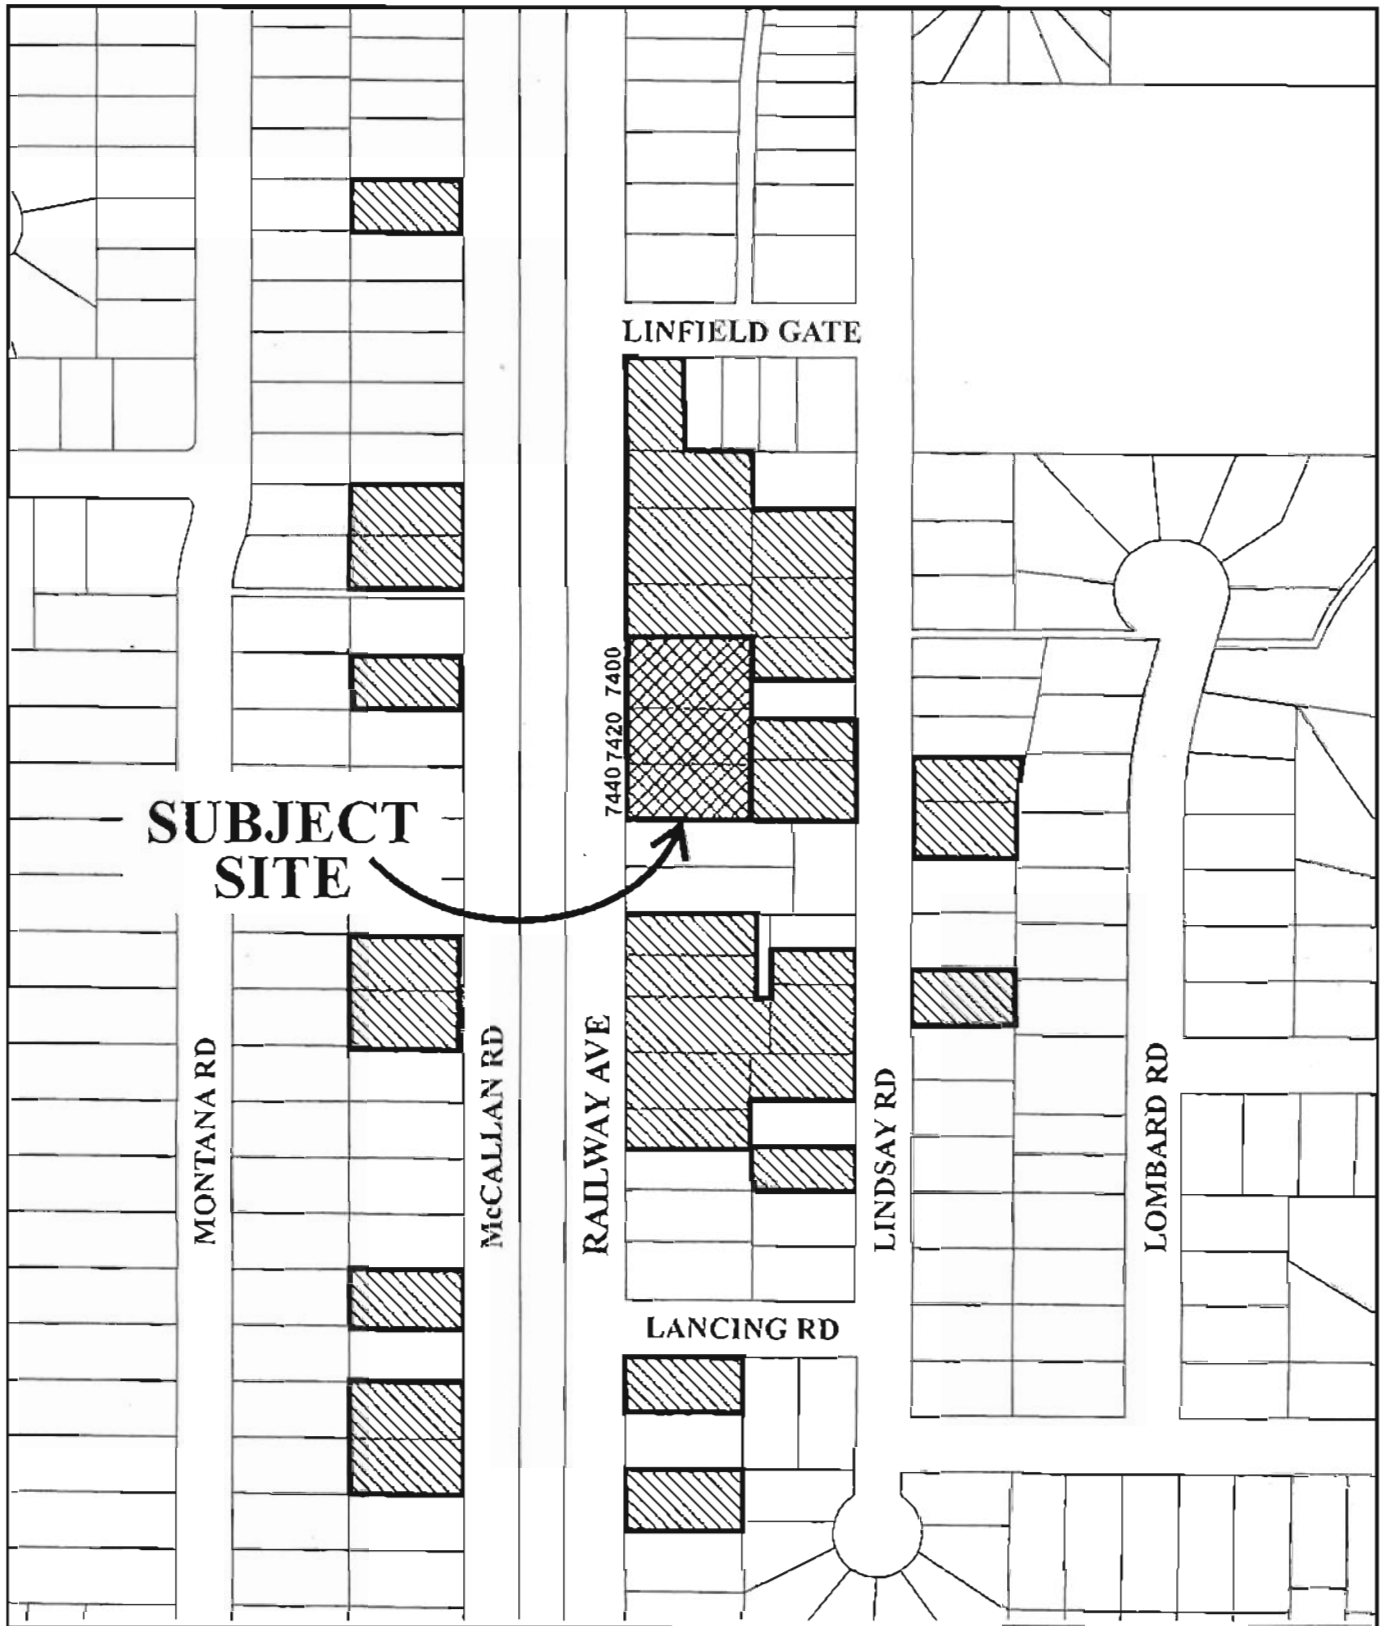 LINFIELD GATE
7400
7420
7440
SUBJECT
SITE
MONTANA RD
McCALLAN RD
RAILWAY AVE
LINDSAY RD
LOMBARD RD
LANCING RD